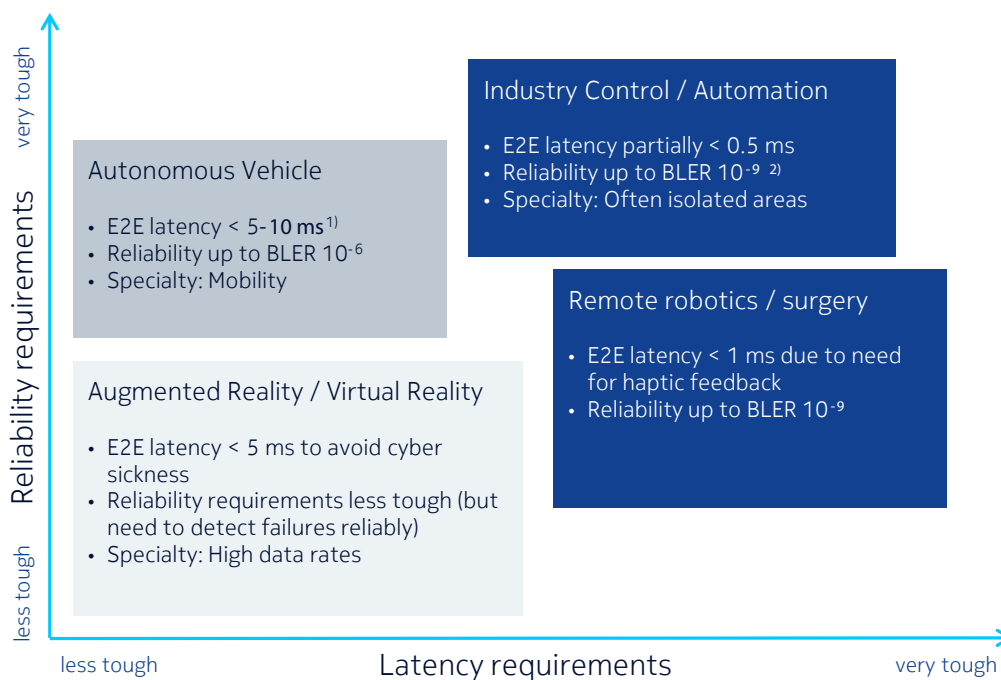 very tough
Reliability requirements
less tough
Industry Control / Automation
• E2E latency partially < 0.5 ms
• Reliability up to BLER 10⁻⁹ ²⁾
• Specialty: Often isolated areas
Autonomous Vehicle
• E2E latency < 5-10 ms¹⁾
• Reliability up to BLER 10⁻⁶
• Specialty: Mobility
Remote robotics / surgery
• E2E latency < 1 ms due to need
for haptic feedback
• Reliability up to BLER 10⁻⁹
Augmented Reality / Virtual Reality
• E2E latency < 5 ms to avoid cyber
sickness
• Reliability requirements less tough (but
need to detect failures reliably)
• Specialty: High data rates
less tough
Latency requirements
very tough